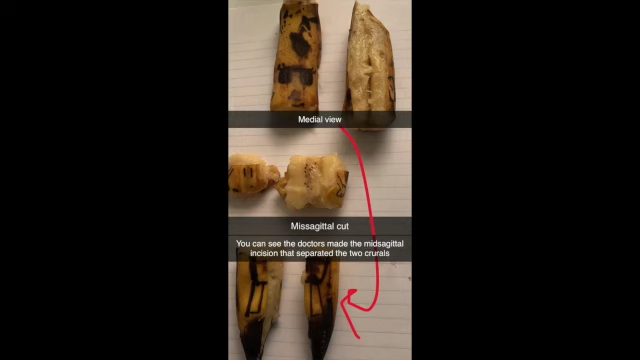 Medial view
Missagittal cut
You can see the doctors made the midsagittal
incision that separated the two crurals